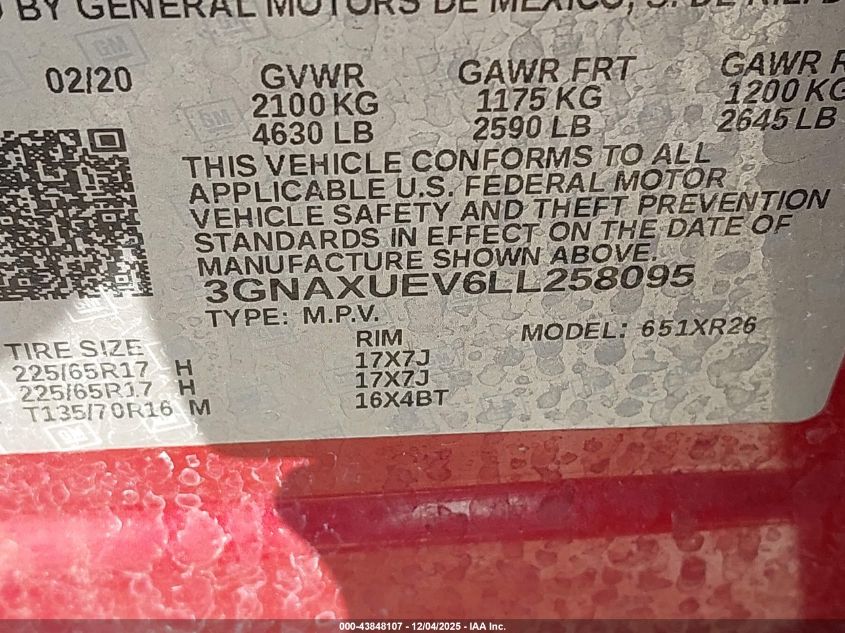 BY GENERAL MOTORS DE MEXICO, S. DE R.L.
02/20 GVWR GAWR FRT GAWR
2100 KG 1175 KG 1200 KG
4630 LB 2590 LB 2645 LB
THIS VEHICLE CONFORMS TO ALL
APPLICABLE U.S. FEDERAL MOTOR
VEHICLE SAFETY AND THEFT PREVENTION
STANDARDS IN EFFECT ON THE DATE OF
MANUFACTURE SHOWN ABOVE.
3GNAXUEV6LL258095
TYPE: M.P.V. MODEL: 651XR26
TIRE SIZE RIM
225/65R17 H 17X7J
225/65R17 H 17X7J
T135/70R16 M 16X4BT
000-43848107 - 12/04/2025 - IAA Inc.